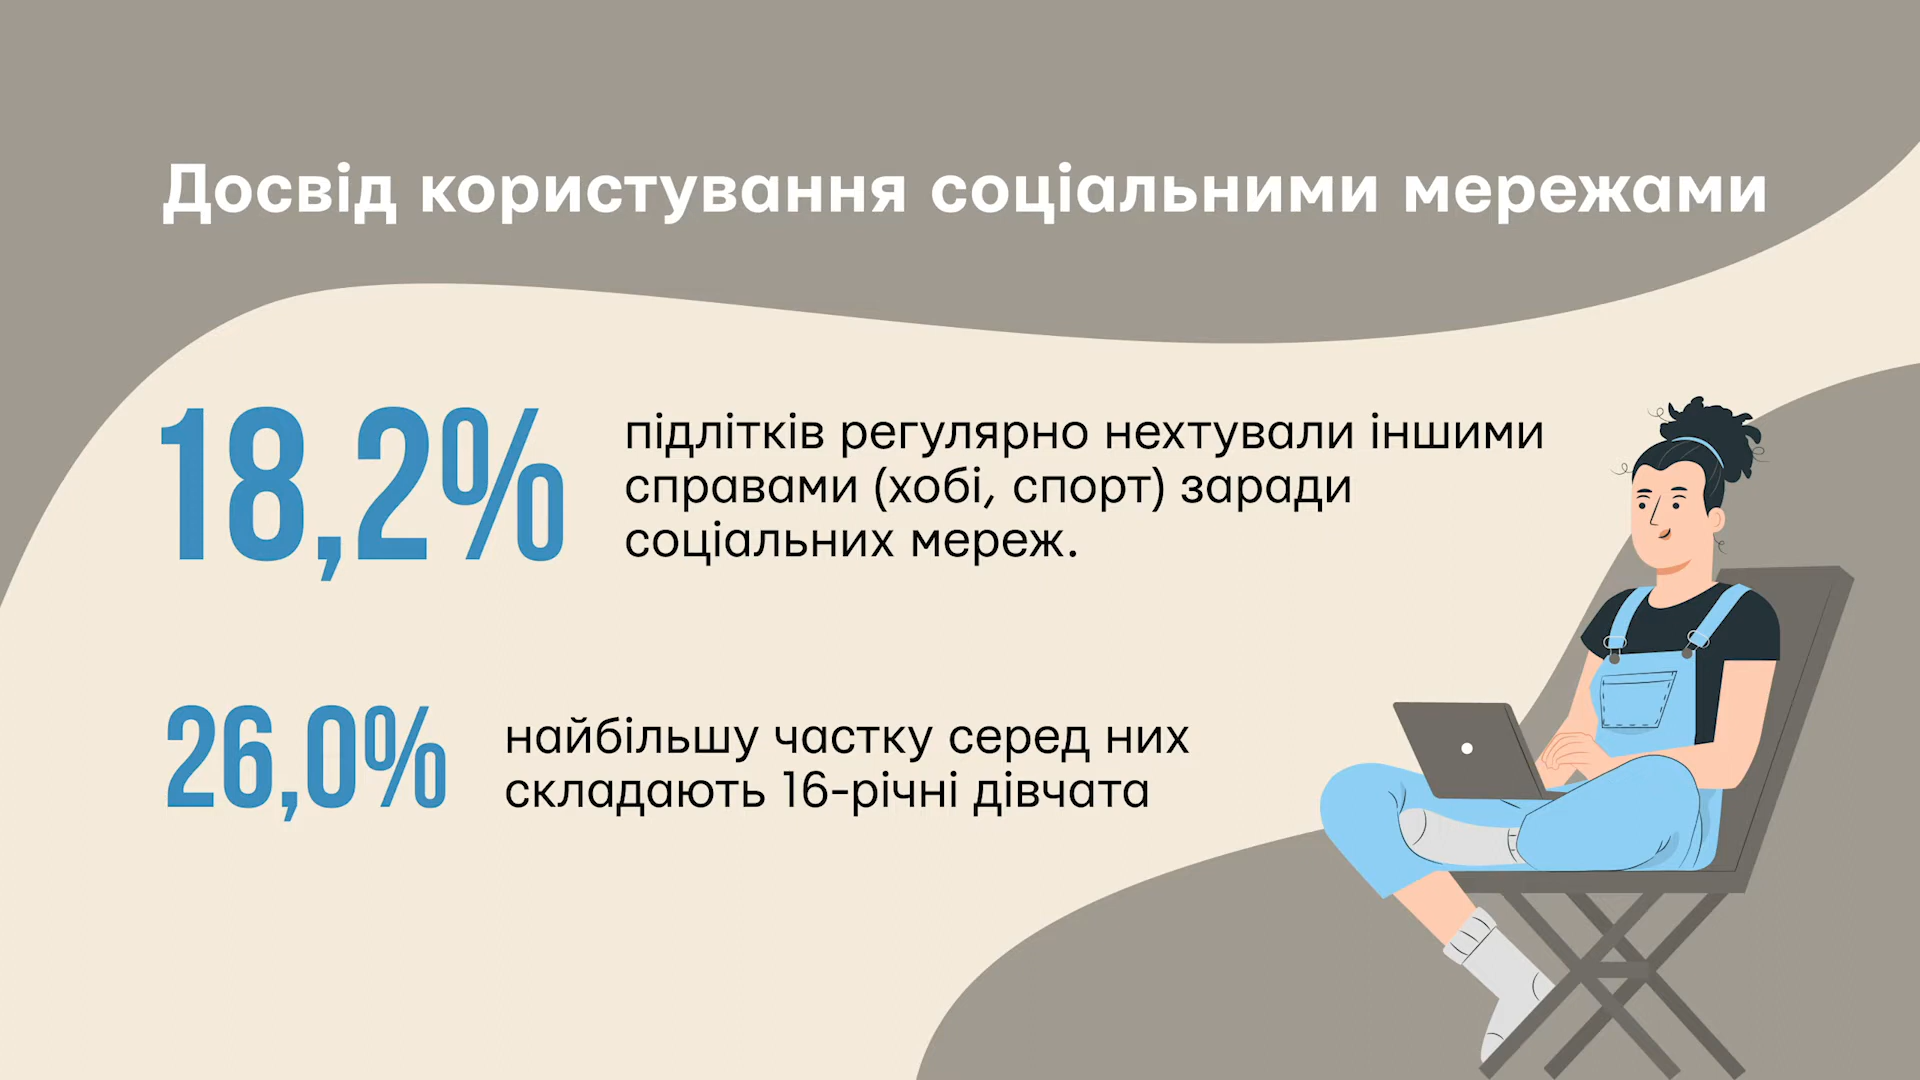 Досвід користування соціальними мережами
18,2%
підлітків регулярно нехтували іншими
справами (хобі, спорт) заради
соціальних мереж.
26,0%
найбільшу частку серед них
складають 16-річні дівчата